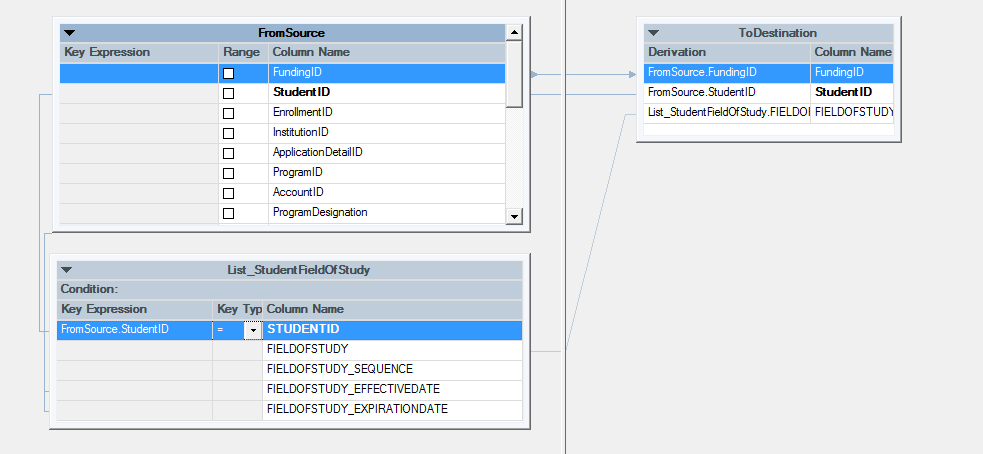 FromSource
Key Expression Range Column Name
FundingID
StudentID
EnrollmentID
InstitutionID
ApplicationDetailID
ProgramID
AccountID
ProgramDesignation
List_StudentFieldOfStudy
Condition:
Key Expression Key Typ Column Name
FromSource.StudentID = STUDENTID
FIELDOFSTUDY
FIELDOFSTUDY_SEQUENCE
FIELDOFSTUDY_EFFECTIVEDATE
FIELDOFSTUDY_EXPIRATIONDATE
ToDestination
Derivation Column Name
FromSource.FundingID FundingID
FromSource.StudentID StudentID
List_StudentFieldOfStudy.FIELDOI FIELDOFSTUDY